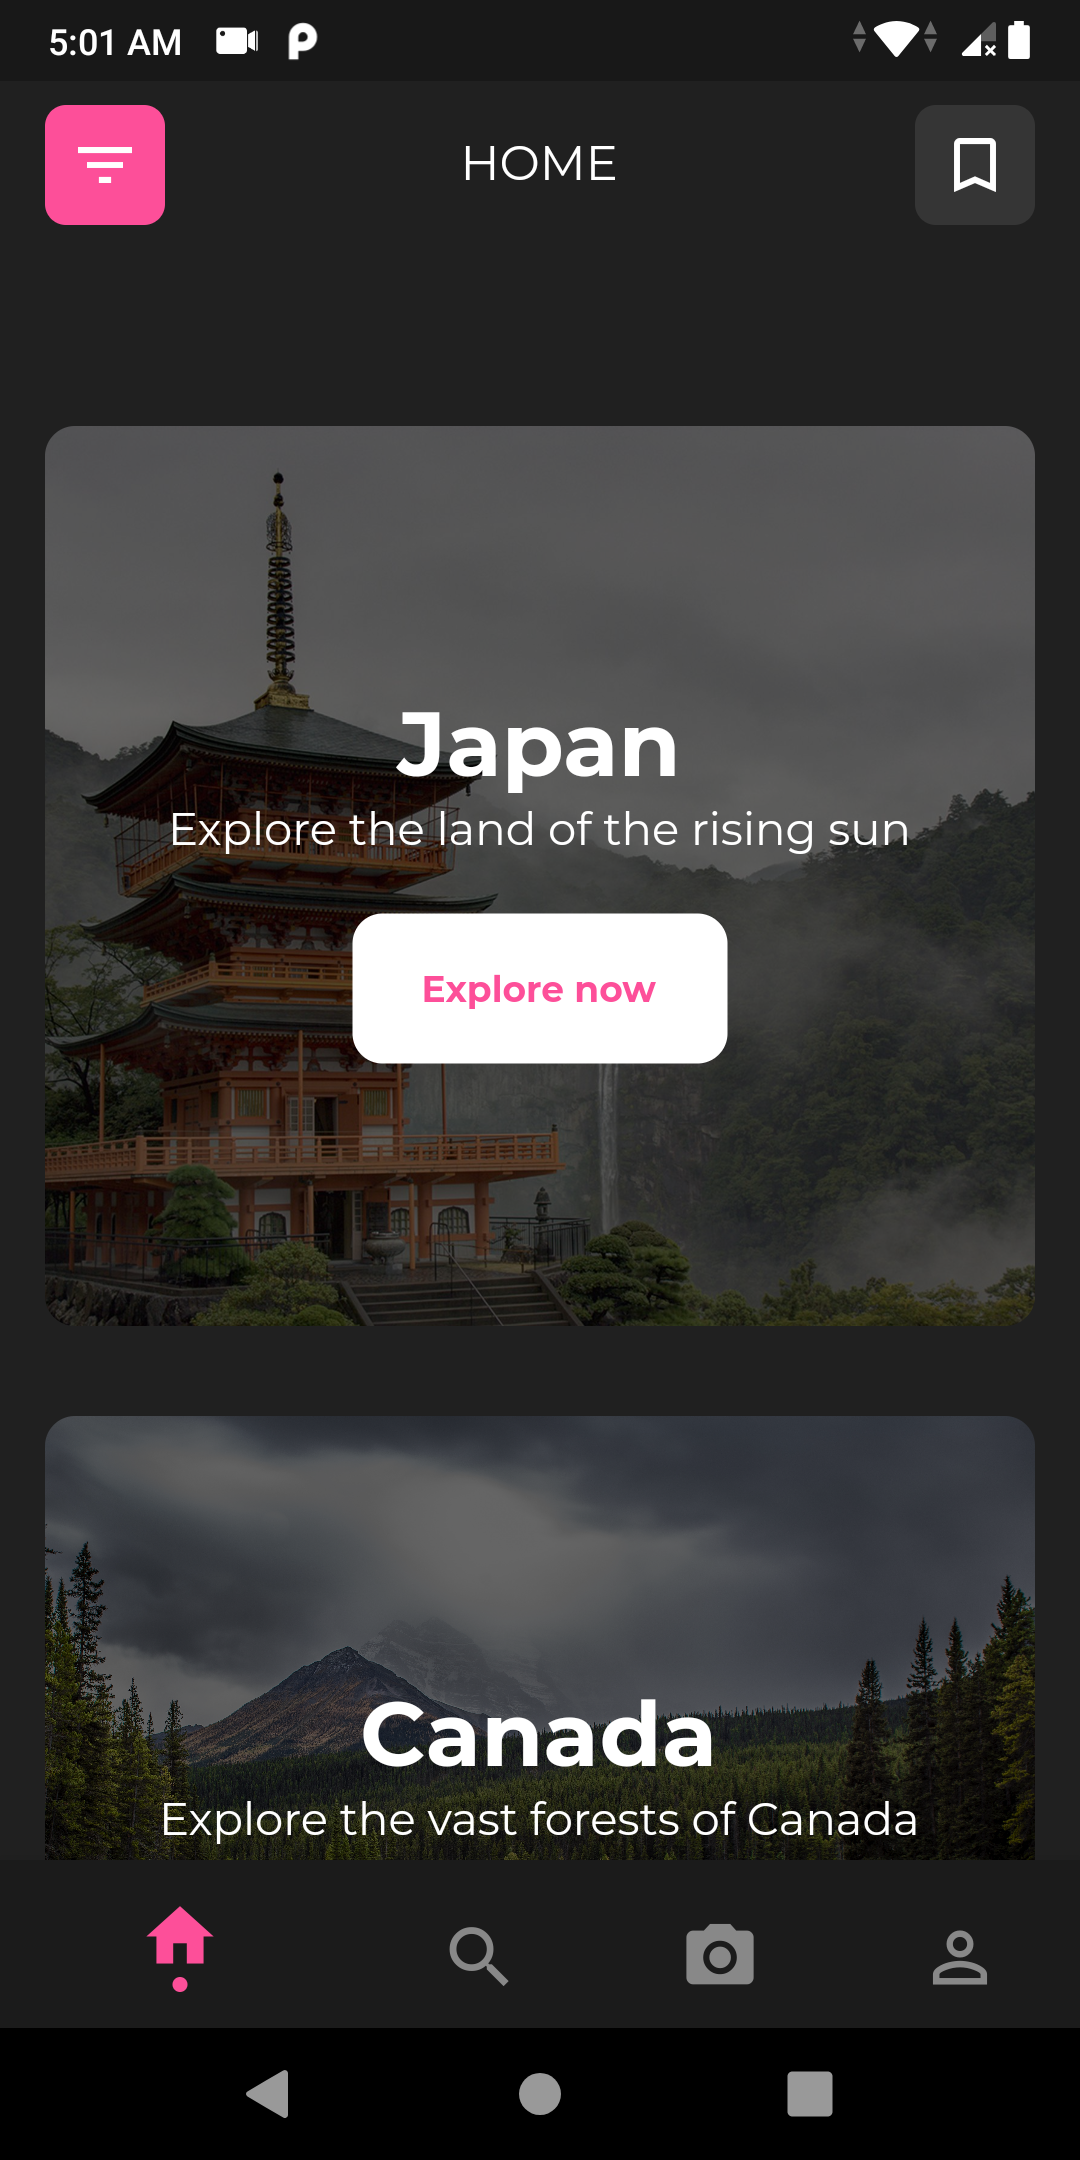 5:01 AM
HOME
Japan
Explore the land of the rising sun
Explore now
Canada
Explore the vast forests of Canada